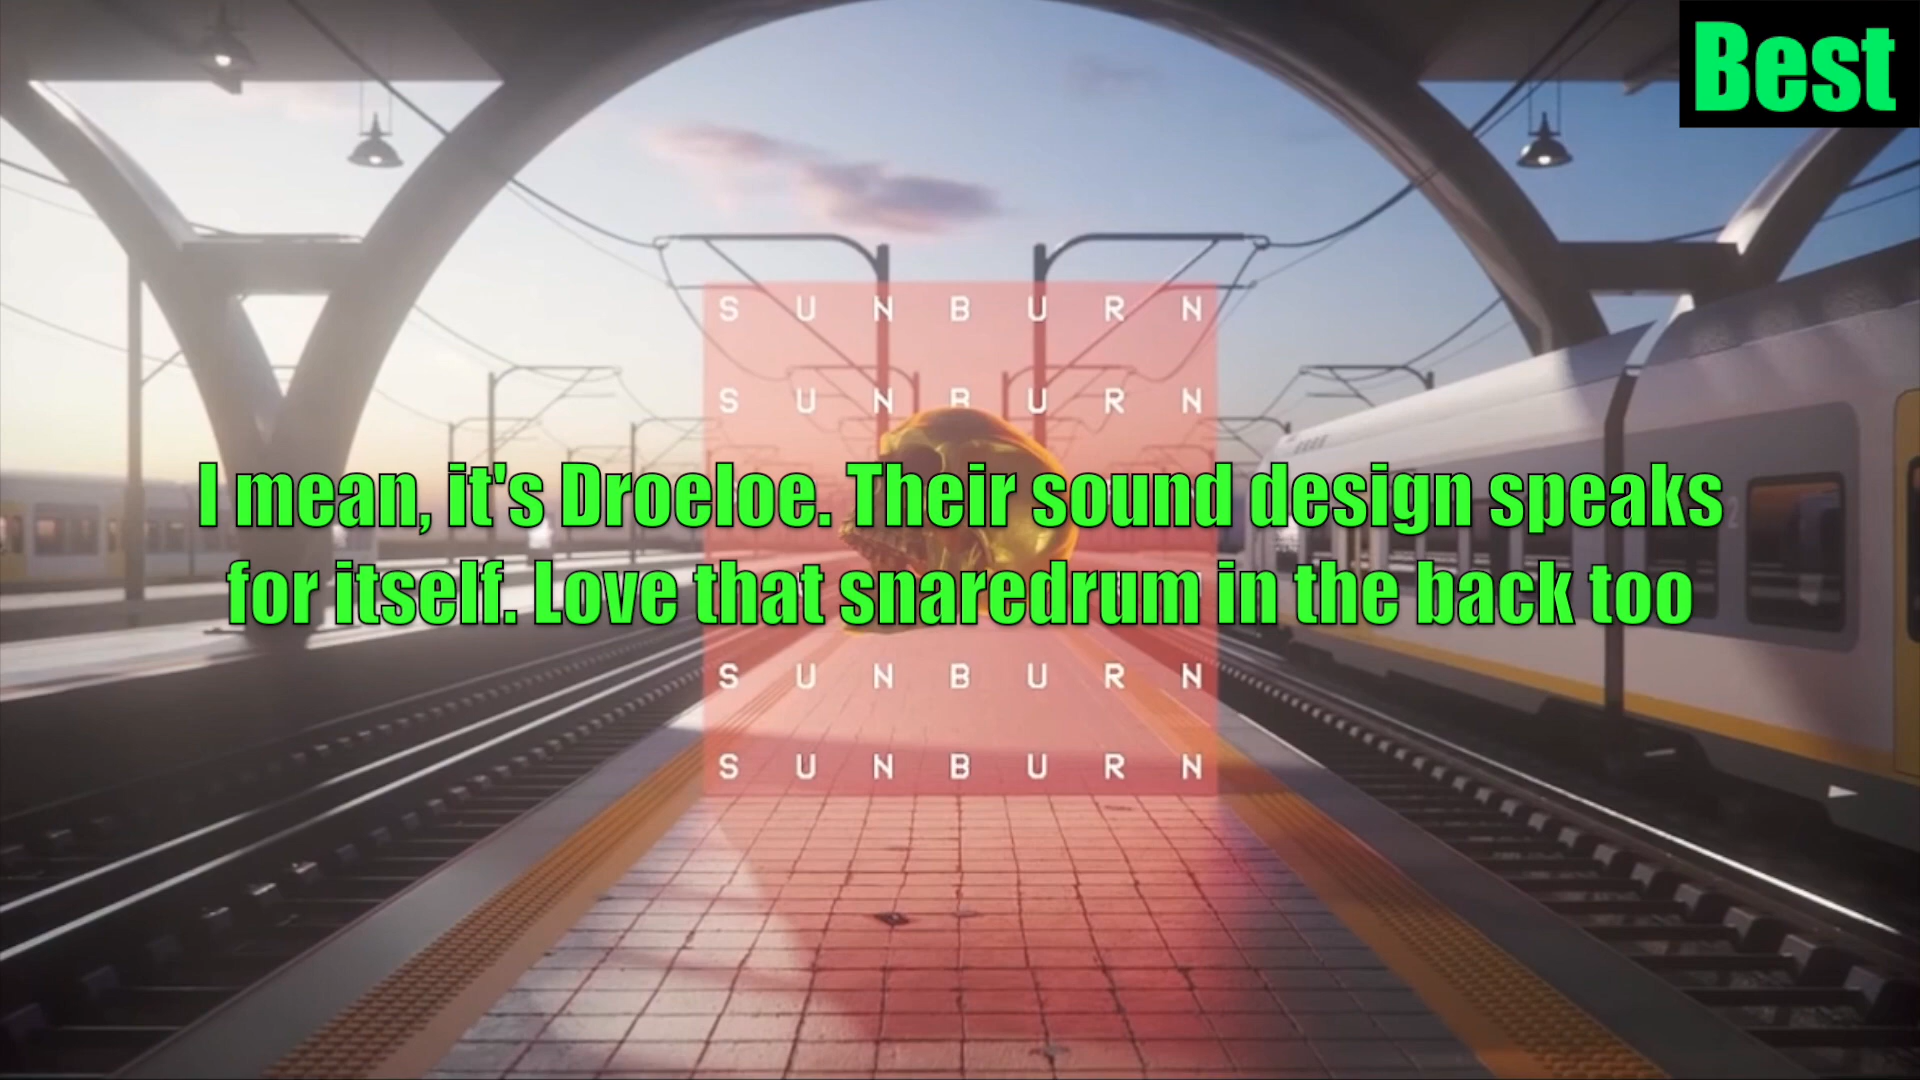 Best
S U N B U R N
S U N B U R N
I mean, it's Droeloe. Their sound design speaks
for itself. Love that snaredrum in the back too
S U N B U R N
S U N B U R N